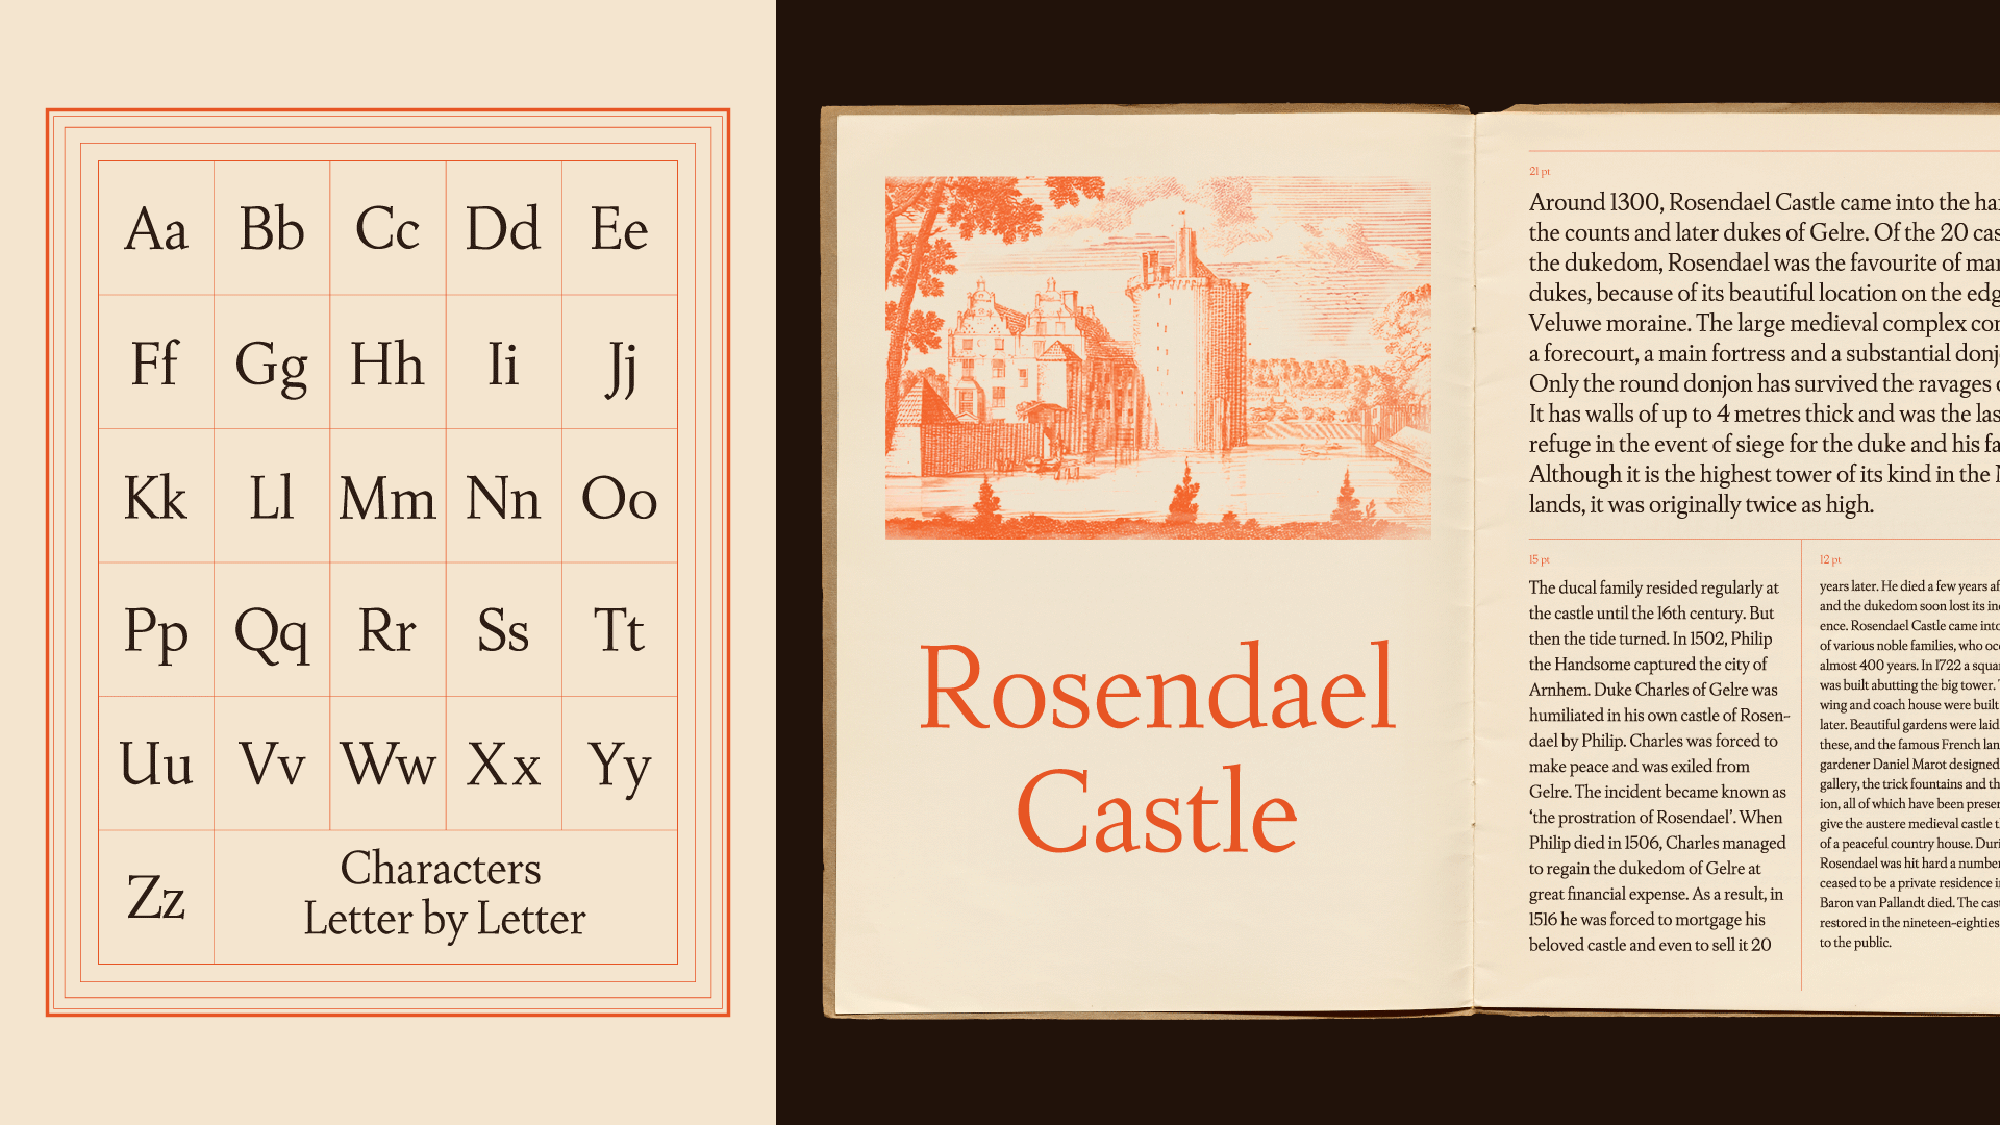 Aa Bb Cc Dd Ee
Ff Gg Hh Ii Jj
Kk Ll Mm Nn Oo
Pp Qq Rr Ss Tt
Uu Vv Ww Xx Yy
Zz
Characters
Letter by Letter
Rosendael
Castle
21 pt
Around 1300, Rosendael Castle came into the
the counts and later dukes of Gelre. Of the 20
the dukedom, Rosendael was the favourite of
dukes, because of its beautiful location on the
Veluwe moraine. The large medieval complex
a forecourt, a main fortress and a substantial
Only the round donjon has survived the ravages
It has walls of up to 4 metres thick and was the
refuge in the event of siege for the duke and his
Although it is the highest tower of its kind in the
lands, it was originally twice as high.
15 pt
The ducal family resided regularly at
the castle until the 16th century. But
then the tide turned. In 1502, Philip
the Handsome captured the city of
Arnhem. Duke Charles of Gelre was
humiliated in his own castle of Rosen-
dael by Philip. Charles was forced to
make peace and was exiled from
Gelre. The incident became known as
‘the prostration of Rosendael’. When
Philip died in 1506, Charles managed
to regain the dukedom of Gelre at
great financial expense. As a result, in
1516 he was forced to mortgage his
beloved castle and even to sell it 20
12 pt
years later. He died a few years
and the dukedom soon lost its
ence. Rosendael Castle came into
of various noble families, who
almost 400 years. In 1722 a
was built abutting the big tower.
wing and coach house were built
later. Beautiful gardens were
these, and the famous French
gardener Daniel Marot designed
gallery, the trick fountains and
ion, all of which have been
give the austere medieval castle
of a peaceful country house.
Rosendael was hit hard a number
ceased to be a private residence
Baron van Pallandt died. The
restored in the nineteen-eighties
to the public.